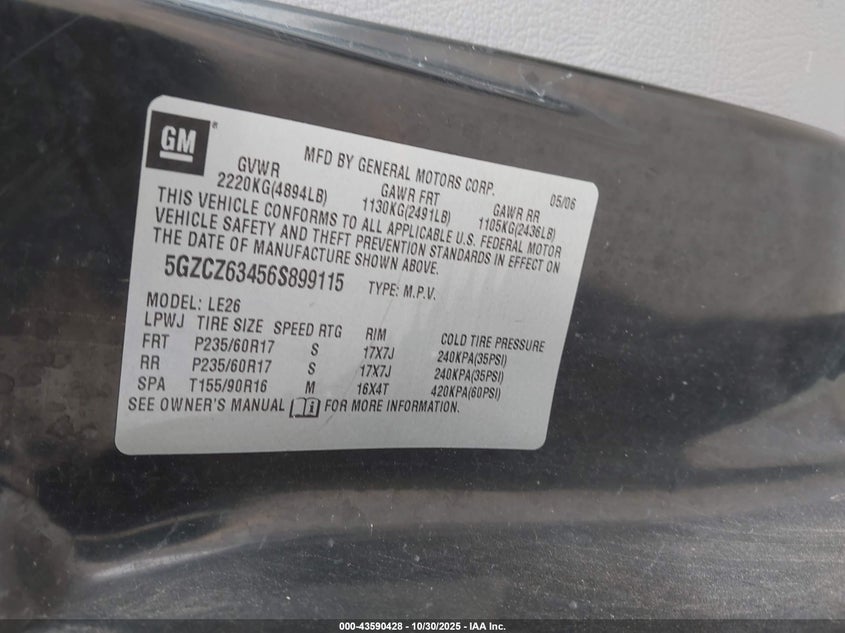 GM
MFD BY GENERAL MOTORS CORP. 05/06
GVWR GAWR FRT GAWR RR
2220KG(4894LB) 1130KG(2491LB) 1105KG(2436LB)
THIS VEHICLE CONFORMS TO ALL APPLICABLE U.S. FEDERAL MOTOR
VEHICLE SAFETY AND THEFT PREVENTION STANDARDS IN EFFECT ON
THE DATE OF MANUFACTURE SHOWN ABOVE.
5GZCZ63456S899115 TYPE: M.P.V.
MODEL: LE26
LPWJ TIRE SIZE SPEED RTG RIM COLD TIRE PRESSURE
FRT P235/60R17 S 17X7J 240KPA(35PSI)
RR P235/60R17 S 17X7J 240KPA(35PSI)
SPA T155/90R16 M 16X4T 420KPA(60PSI)
SEE OWNER'S MANUAL i FOR MORE INFORMATION.
000-43590428 - 10/30/2025 - IAA Inc.